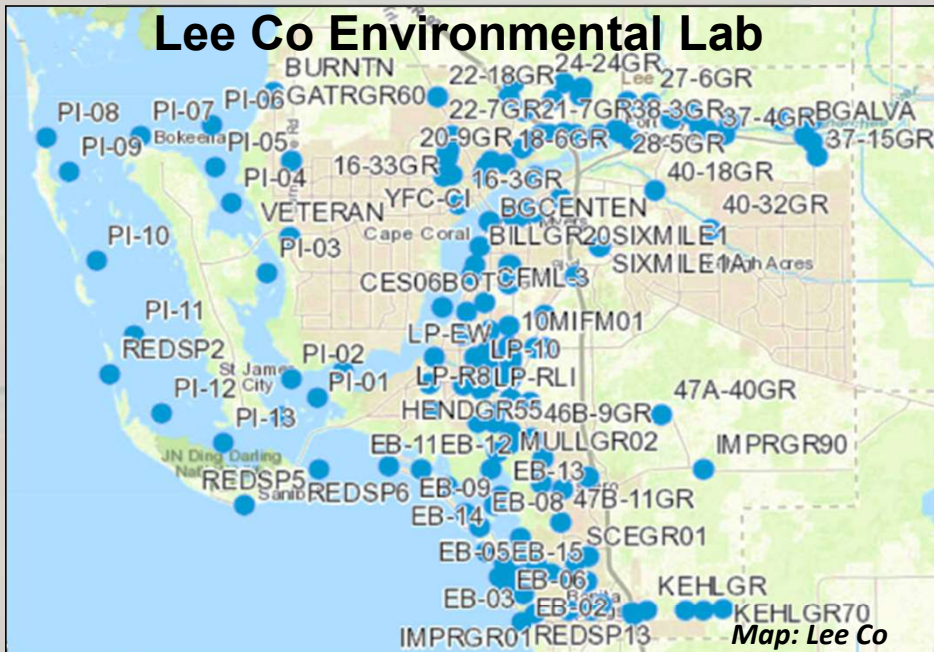 Lee Co Environmental Lab
24-24GR
Lee
22-18GR
27-6GR
BURNTN
PI-08
PI-07
PI-06
GATRGR60
22-7GR
21-7GR
38-3GR
37-4GR
BGALVA
PI-09
PI-05
20-9GR
18-6GR
28-5GR
37-15GR
16-33GR
16-3GR
40-18GR
PI-04
YFC-CI
BGCENTEN
40-32GR
VETERAN
Cape Coral
BILLGR20
SIXMILE1
PI-10
PI-03
SIXMILE1A
CES06
CFML-3
PI-11
LP-EW
10MIFM01
REDSP2
PI-02
LP-10
St James
City
PI-12
PI-01
LP-R8
LP-RLI
47A-40GR
PI-13
HENDGR55
46B-9GR
JN Ding Darling
EB-11
EB-12
MULLGR02
IMPRGR90
REDSP5
REDSP6
EB-09
EB-13
EB-08
47B-11GR
EB-14
SCEGR01
EB-05
EB-15
EB-06
KEHLGR
EB-03
EB-02
KEHLGR70
IMPRGR01
REDSP13
Map: Lee Co